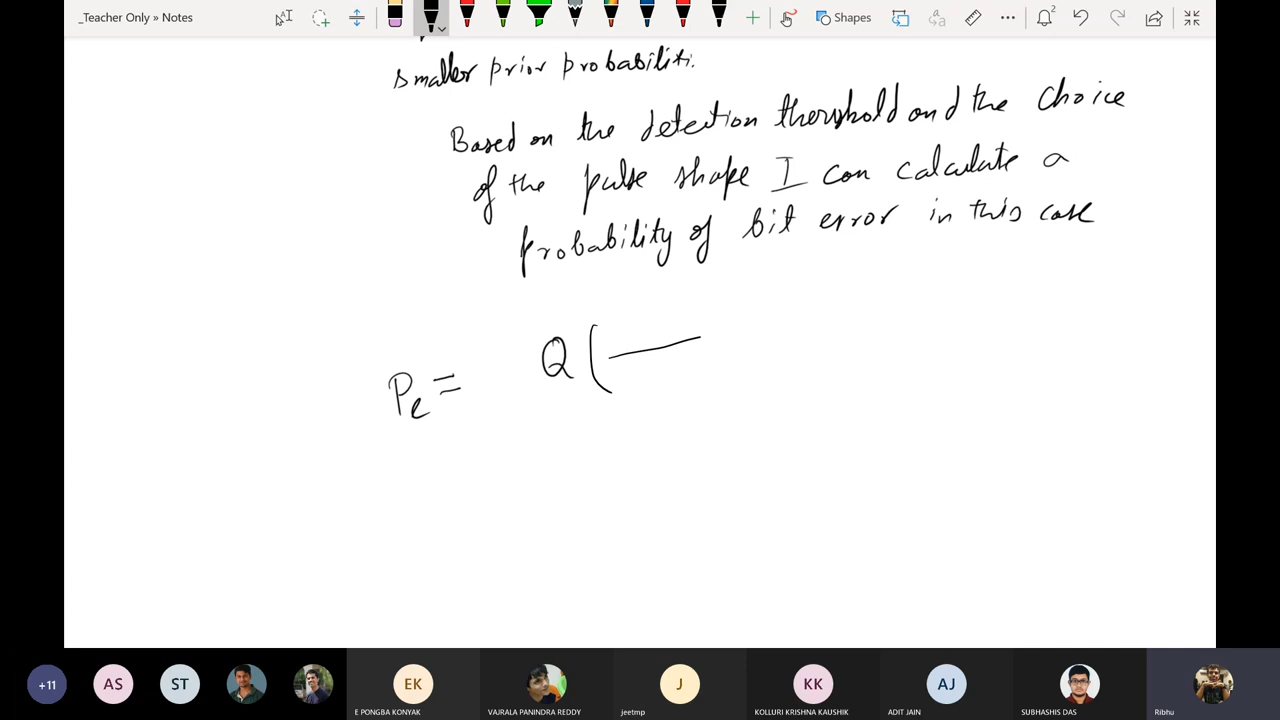 _Teacher Only » Notes
Shapes
2
smaller prior probabiliti.
Based on the detection thershold and the choice
of the pulse shape I can calculate a
probability of bit error in this case
Pe = Q(
+11
AS
ST
EK
J
KK
AJ
E PONGBA KONYAK
VAJRALA PANINDRA REDDY
jeetmp
KOLLURI KRISHNA KAUSHIK
ADIT JAIN
SUBHASHIS DAS
Ribhu